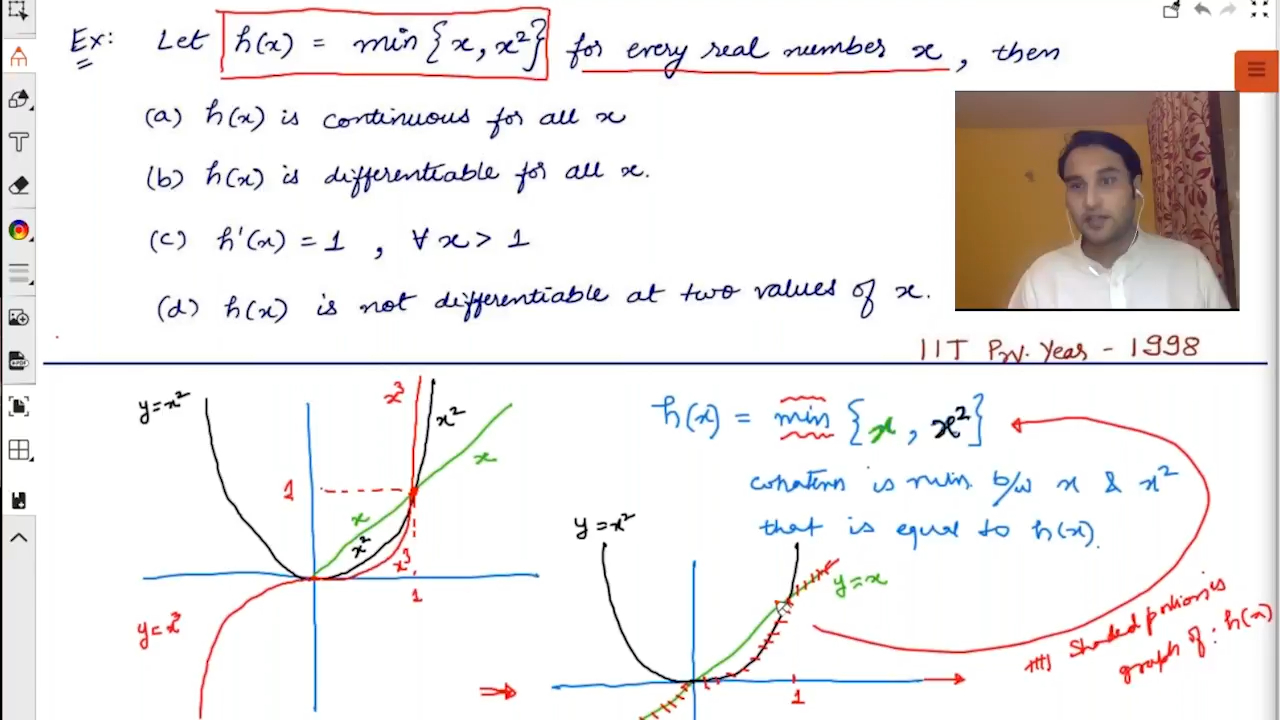 Ex: Let h(x) = min {x, x²} for every real number x, then
(a) h(x) is continuous for all x
(b) h(x) is differentiable for all x.
(c) h'(x) = 1 , ∀ x > 1
(d) h(x) is not differentiable at two values of x.
IIT Prv. Year - 1998
y=x²
x³
x²
x
1
x
x²
x³
1
y=x³
h(x) = min {x, x²}
is min. b/w x & x²
that is equal to h(x).
y=x²
y=x
1
Shaded portion is
graph of : h(x)